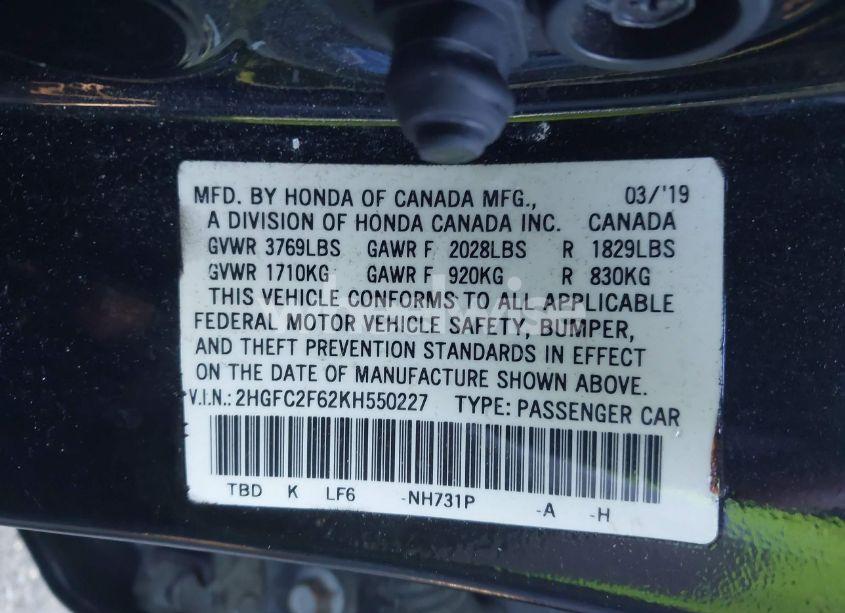 MFD. BY HONDA OF CANADA MFG., 03/'19
A DIVISION OF HONDA CANADA INC. CANADA
GVWR 3769LBS GAWR F 2028LBS R 1829LBS
GVWR 1710KG GAWR F 920KG R 830KG
THIS VEHICLE CONFORMS TO ALL APPLICABLE
FEDERAL MOTOR VEHICLE SAFETY, BUMPER,
AND THEFT PREVENTION STANDARDS IN EFFECT
ON THE DATE OF MANUFACTURE SHOWN ABOVE.
V.I.N.: 2HGFC2F62KH550227 TYPE: PASSENGER CAR
TBD K LF6 -NH731P -A -H